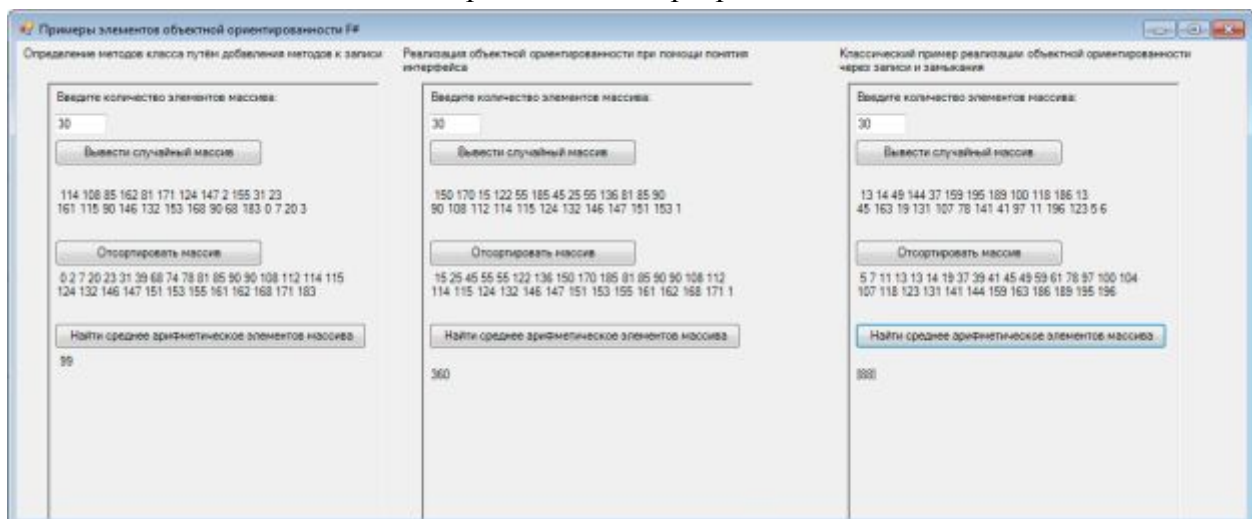 Примеры элементов объектной ориентированности F#
Определение методов класса путём добавления методов к записи
Введите количество элементов массива:
30
Вывести случайный массив
114 108 85 162 81 171 124 147 2 155 31 23
161 115 90 146 132 153 168 90 68 183 0 7 20 3
Отсортировать массив
0 2 7 20 23 31 39 68 74 78 81 85 90 90 108 112 114 115
124 132 146 147 151 153 155 161 162 168 171 183
Найти среднее арифметическое элементов массива
99
Реализация объектной ориентированности при помощи понятия
интерфейса
Введите количество элементов массива:
30
Вывести случайный массив
150 170 15 122 55 185 45 25 55 136 81 85 90
90 108 112 114 115 124 132 146 147 151 153 1
Отсортировать массив
15 25 45 55 55 122 136 150 170 185 81 85 90 90 108 112
114 115 124 132 146 147 151 153 155 161 162 168 171 1
Найти среднее арифметическое элементов массива
360
Классический пример реализации объектной ориентированности
через записи и замыкания
Введите количество элементов массива:
30
Вывести случайный массив
13 14 49 144 37 159 195 189 100 118 186 13
45 163 19 131 107 78 141 41 97 11 196 123 5 6
Отсортировать массив
5 7 11 13 13 14 19 37 39 41 45 49 59 61 78 97 100 104
107 118 123 131 141 144 159 163 186 189 195 196
Найти среднее арифметическое элементов массива